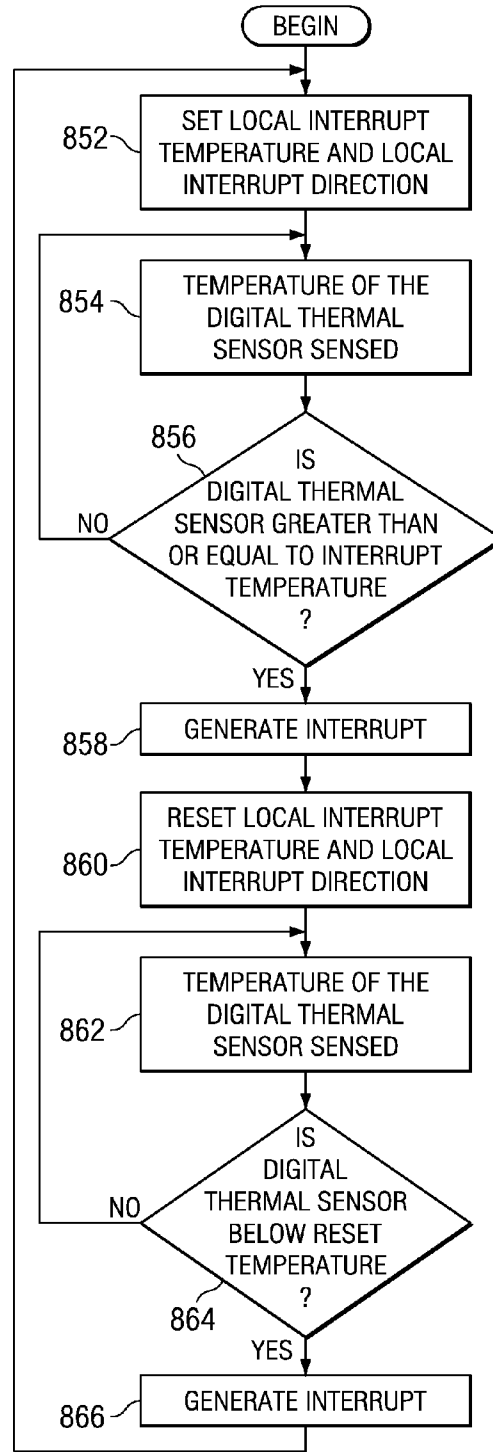 BEGIN
852
SET LOCAL INTERRUPT
TEMPERATURE AND LOCAL
INTERRUPT DIRECTION
854
TEMPERATURE OF THE
DIGITAL THERMAL
SENSOR SENSED
856
IS
DIGITAL THERMAL
SENSOR GREATER THAN
OR EQUAL TO INTERRUPT
TEMPERATURE
?
NO
YES
858
GENERATE INTERRUPT
860
RESET LOCAL INTERRUPT
TEMPERATURE AND LOCAL
INTERRUPT DIRECTION
862
TEMPERATURE OF THE
DIGITAL THERMAL
SENSOR SENSED
IS
DIGITAL
THERMAL SENSOR
BELOW RESET
TEMPERATURE
?
NO
864
YES
866
GENERATE INTERRUPT